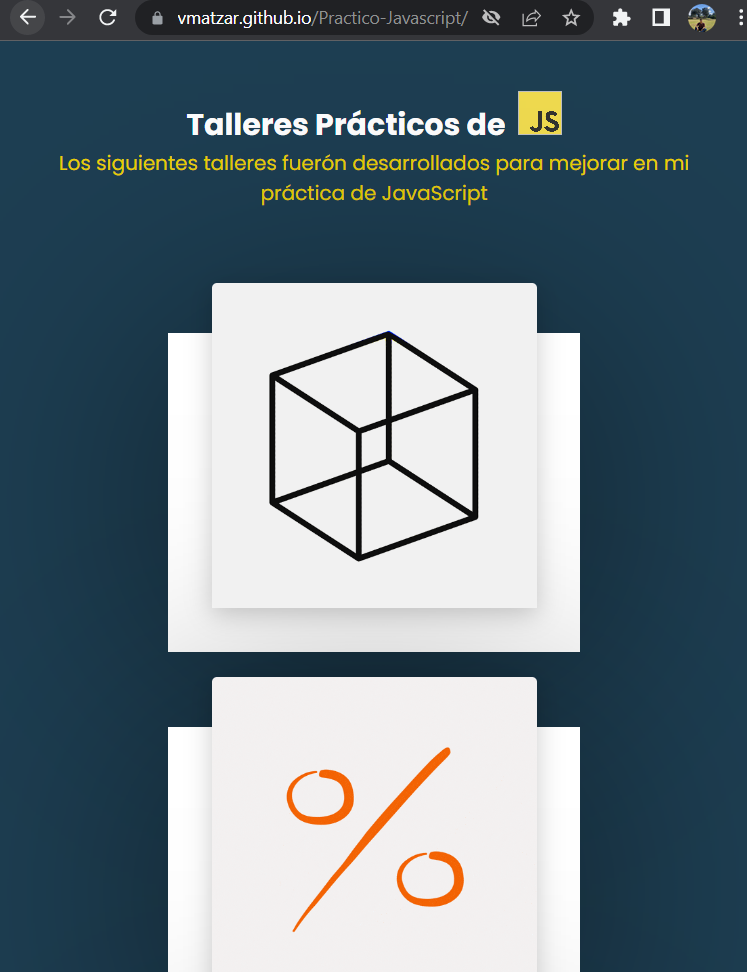 vmatzar.github.io/Practico-Javascript/
Talleres Prácticos de JS
Los siguientes talleres fuerón desarrollados para mejorar en mi
práctica de JavaScript
%